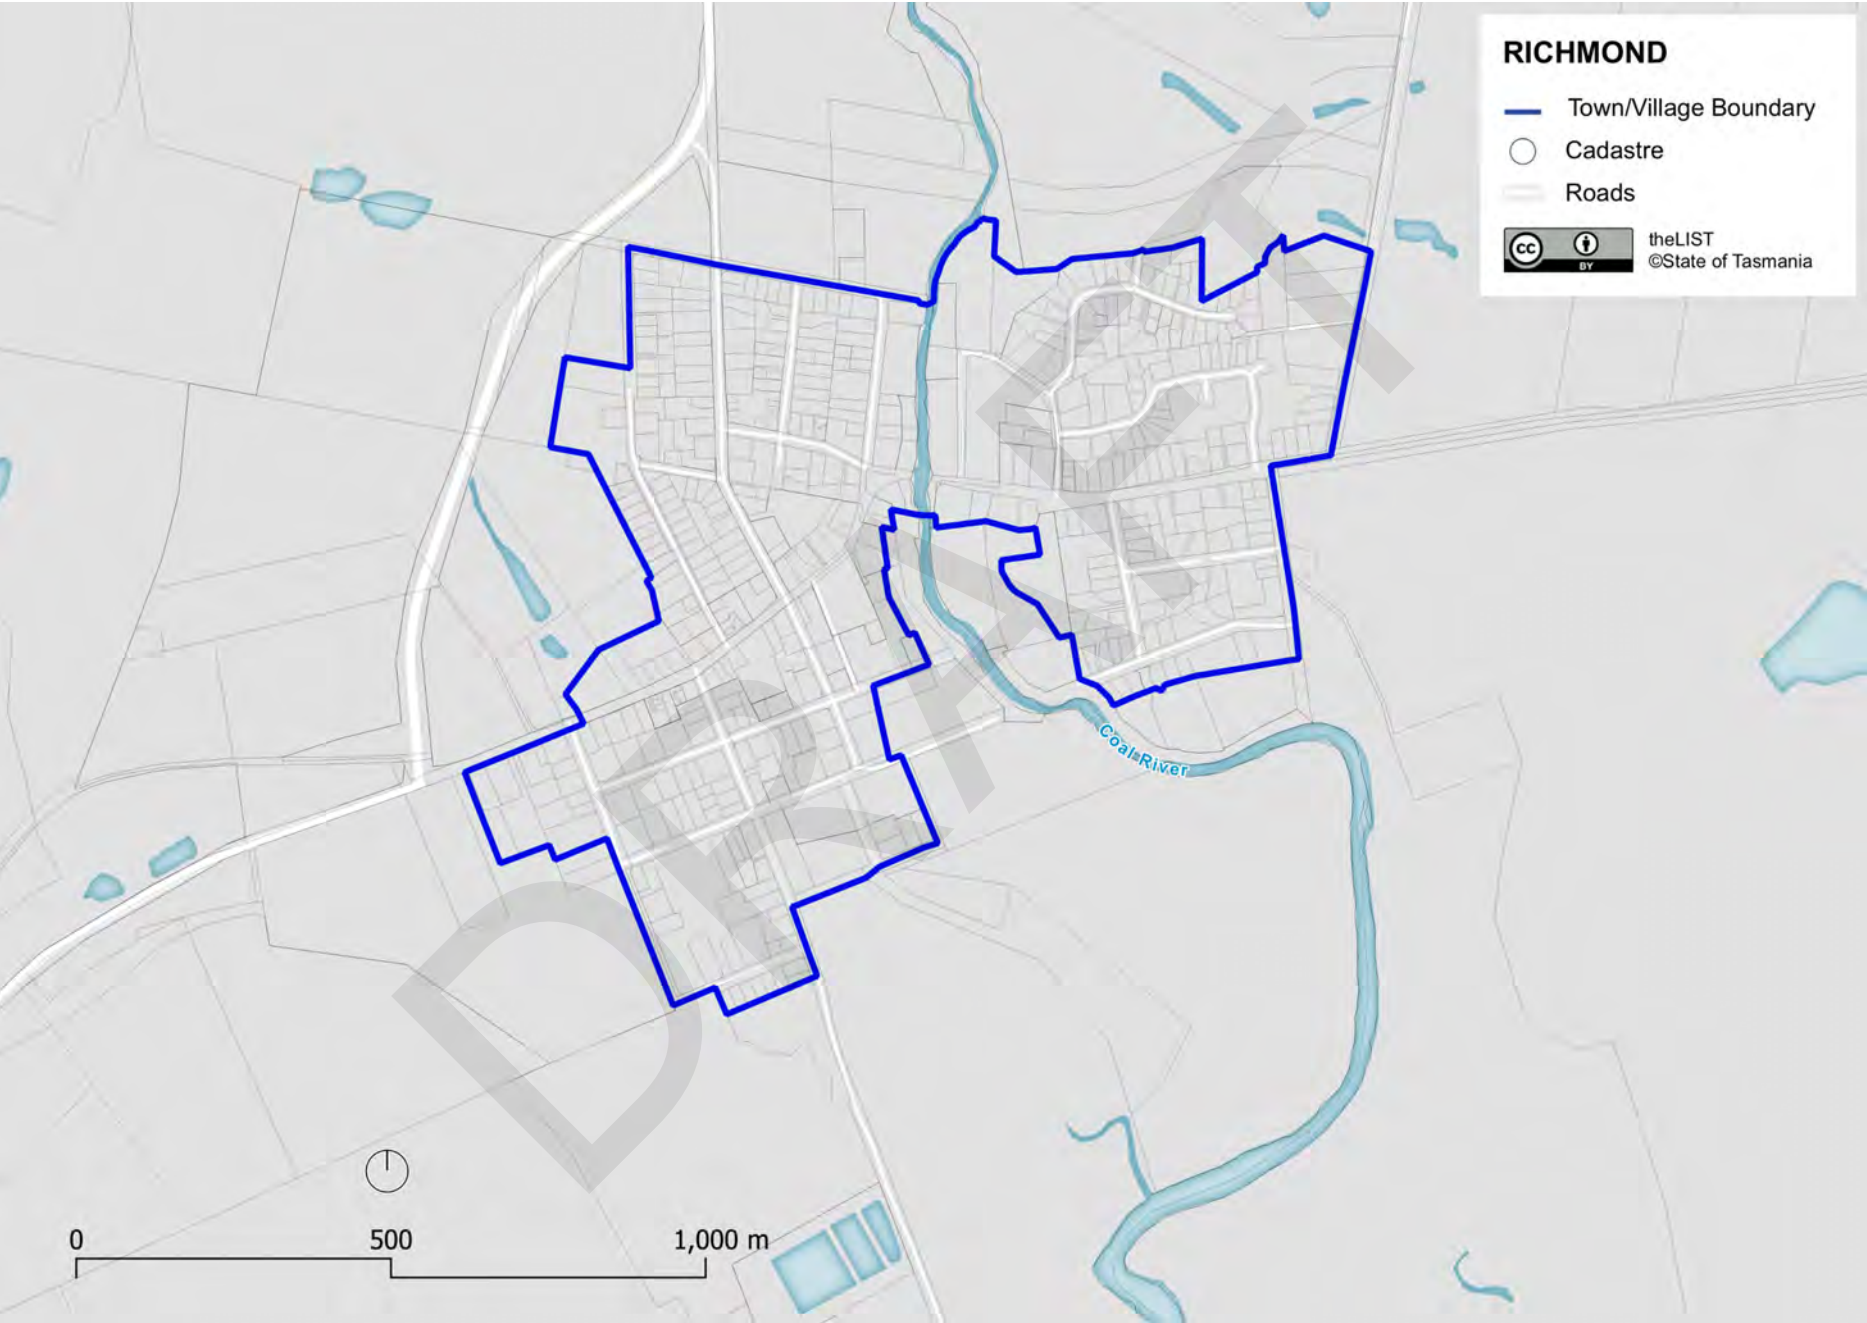 RICHMOND
Town/Village Boundary
Cadastre
Roads
cc
BY
theLIST
©State of Tasmania
DRAFT
Coal River
0 500 1,000 m